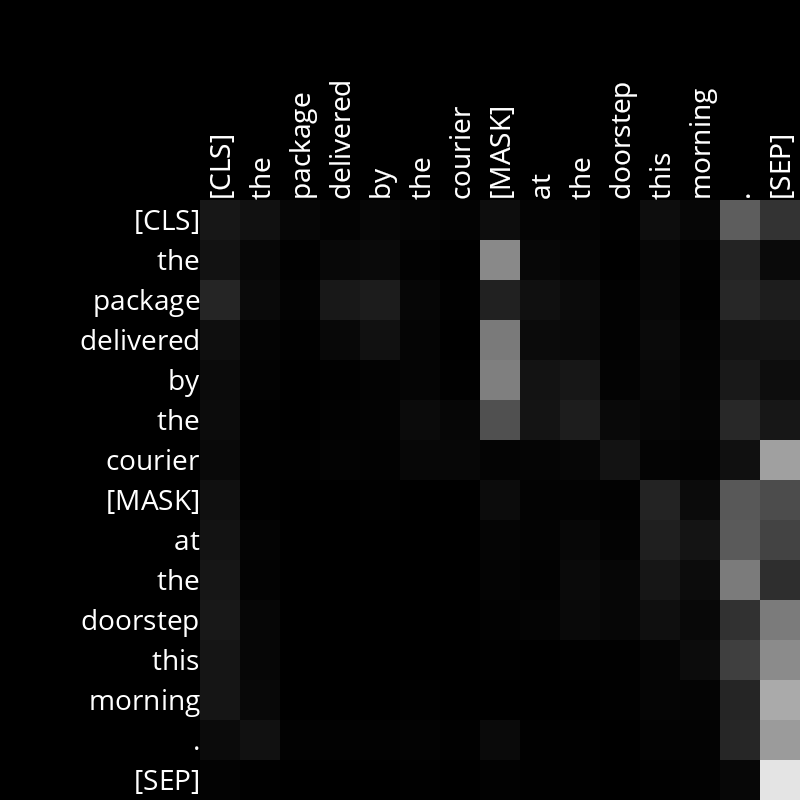 [CLS]
the
package
delivered
by
the
courier
[MASK]
at
the
doorstep
this
morning
.
[SEP]
[CLS]
the
package
delivered
by
the
courier
[MASK]
at
the
doorstep
this
morning
.
[SEP]